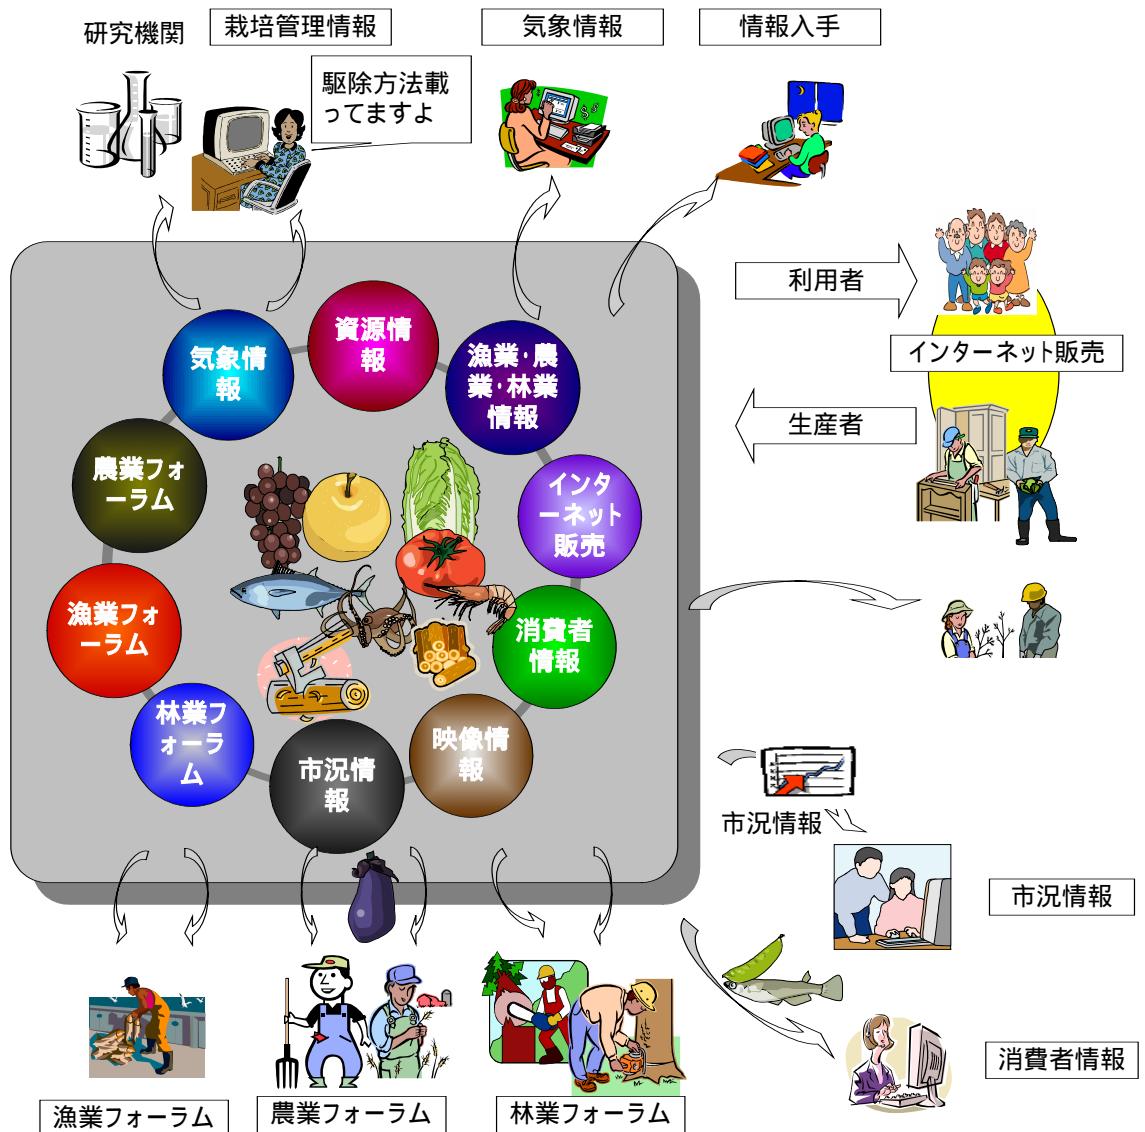 研究機関
栽培管理情報
気象情報
情報入手
駆除方法載
ってますよ
利用者
インターネット販売
生産者
資源情
報
気象情
報
漁業・農
業・林業
情報
農業フォ
ーラム
インタ
ーネット
販売
漁業フォ
ーラム
消費者
情報
林業フ
ォーラ
ム
映像情
報
市況情
報
市況情報
市況情報
消費者情報
漁業フォーラム
農業フォーラム
林業フォーラム